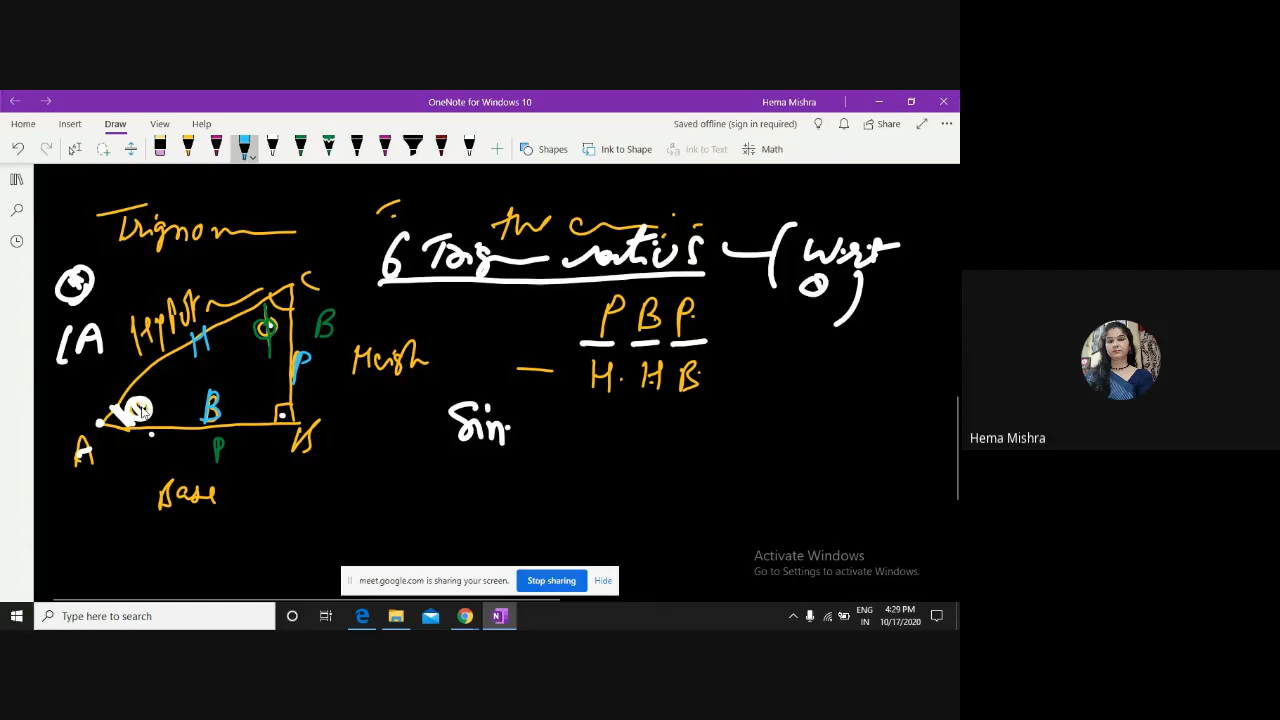 OneNote for Windows 10
Hema Mishra
Home Insert Draw View Help
Saved offline (sign in required)
Share
Shapes
Ink to Shape
Ink to Text
Math
Trignom
the
6 Trig ratios
(w.r.t
θ)
C
H
B
P
∠A
P B P
H H B
B
A
P
B
Base
Sin
Hema Mishra
Activate Windows
Go to Settings to activate Windows.
meet.google.com is sharing your screen.
Stop sharing
Hide
Type here to search
ENG
IN
4:29 PM
10/17/2020